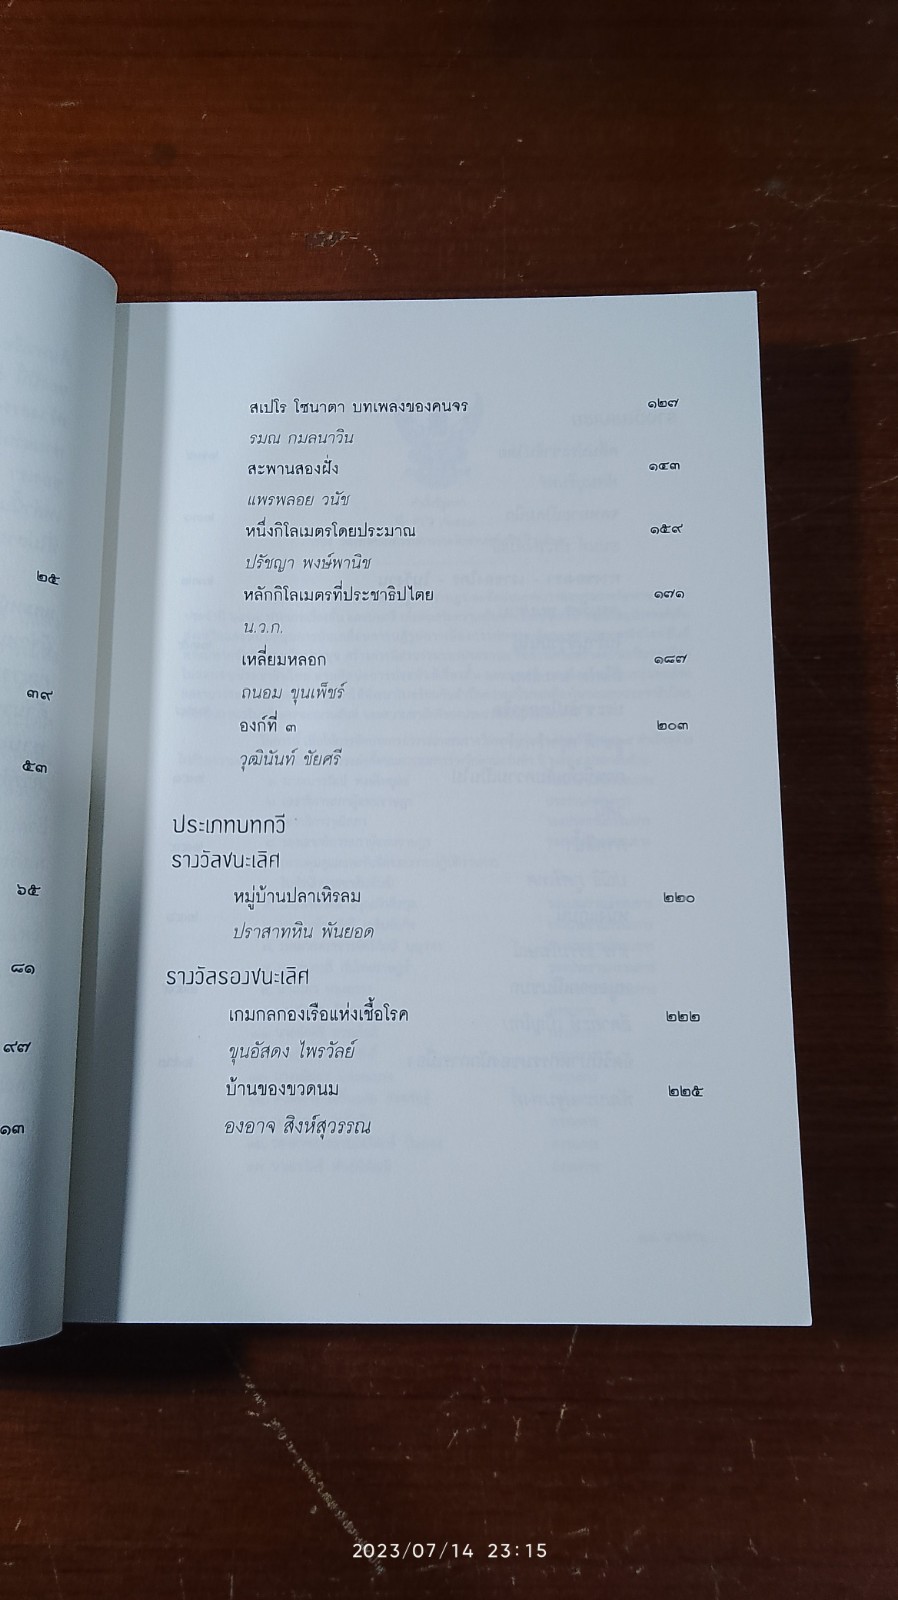 ๒๕
๓๙
๕๓
๖๕
๘๑
๙๗
๑๓
สเปโร โซนาตา บทเพลงของคนจร ๑๒๗
รมณ กมลนาวิน
สะพานสองฝั่ง ๑๔๓
แพรพลอย วนัช
หนึ่งกิโลเมตรโดยประมาณ ๑๕๙
ปรัชญา พงษ์พานิช
หลักกิโลเมตรที่ประชาธิปไตย ๑๗๑
น.ว.ก.
เหลี่ยมหลอก ๑๘๗
ถนอม ขุนเพ็ชร์
องก์ที่ ๓ ๒๐๓
วุฒินันท์ ชัยศรี
ประเภทบทกวี
รางวัลชนะเลิศ
หมู่บ้านปลาเหิรลม ๒๒๐
ปราสาทหิน พันยอด
รางวัลรองชนะเลิศ
เกมกลกองเรือแห่งเชื้อโรค ๒๒๒
ขุนอัสดง ไพรวัลย์
บ้านของขวดนม ๒๒๕
องอาจ สิงห์สุวรรณ
2023/07/14 23:15